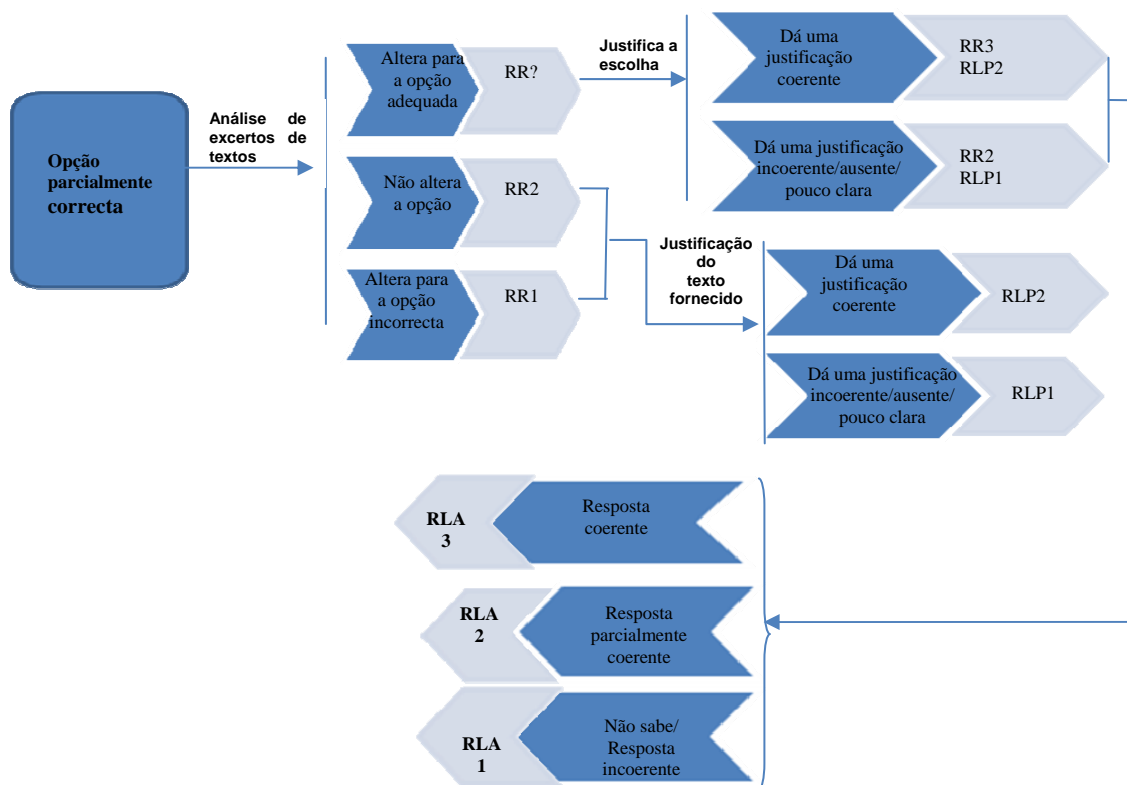 Opção
parcialmente
correcta
Análise de
excertos de
textos
Altera para
a opção
adequada
RR?
Não altera
a opção
RR2
Altera para
a opção
incorrecta
RR1
Justifica a
escolha
Dá uma
justificação
coerente
RR3
RLP2
Dá uma justificação
incoerente/ausente/
pouco clara
RR2
RLP1
Justificação
do
texto
fornecido
Dá uma
justificação
coerente
RLP2
Dá uma justificação
incoerente/ausente/
pouco clara
RLP1
RLA
3
Resposta
coerente
RLA
2
Resposta
parcialmente
coerente
RLA
1
Não sabe/
Resposta
incoerente